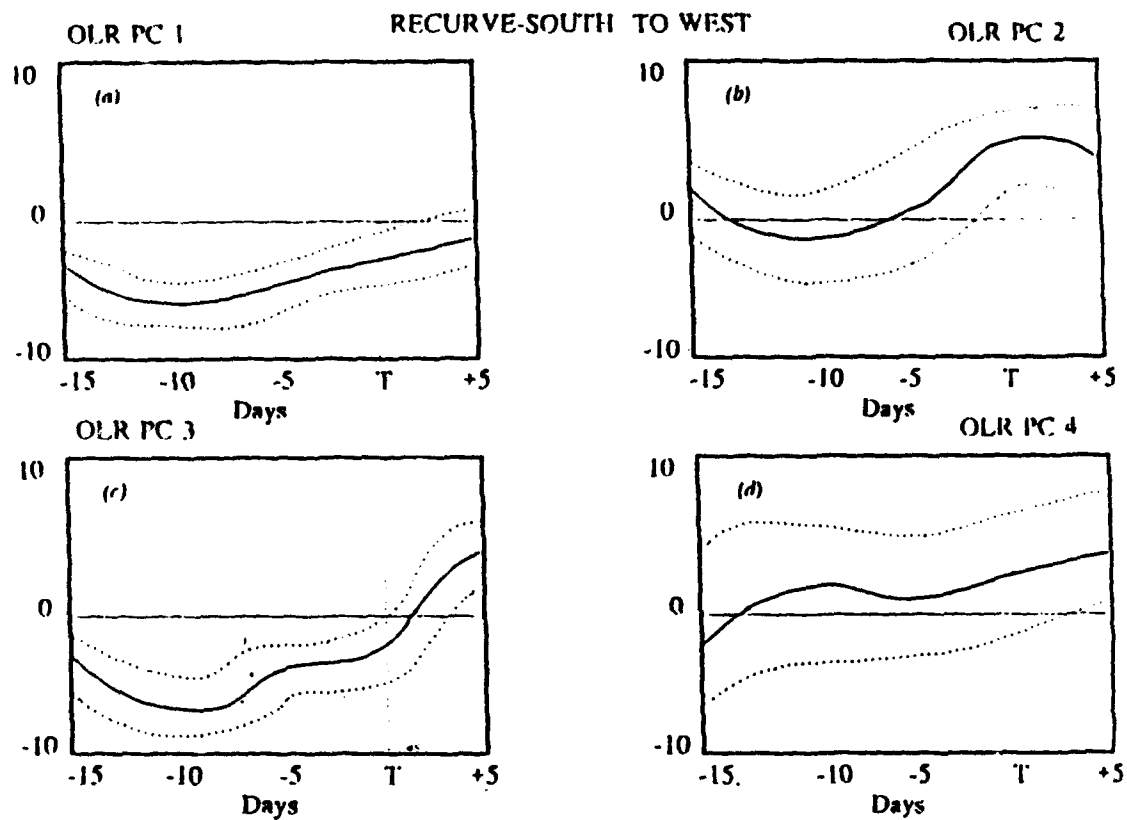 RECURVE-SOUTH TO WEST
OLR PC 1
10
(a)
0
-10
-15 -10 -5 T +5
Days
OLR PC 2
10
(b)
0
-10
-15 -10 -5 T +5
Days
OLR PC 3
10
(c)
0
-10
-15 -10 -5 T +5
Days
OLR PC 4
10
(d)
0
-10
-15. -10 -5 T +5
Days